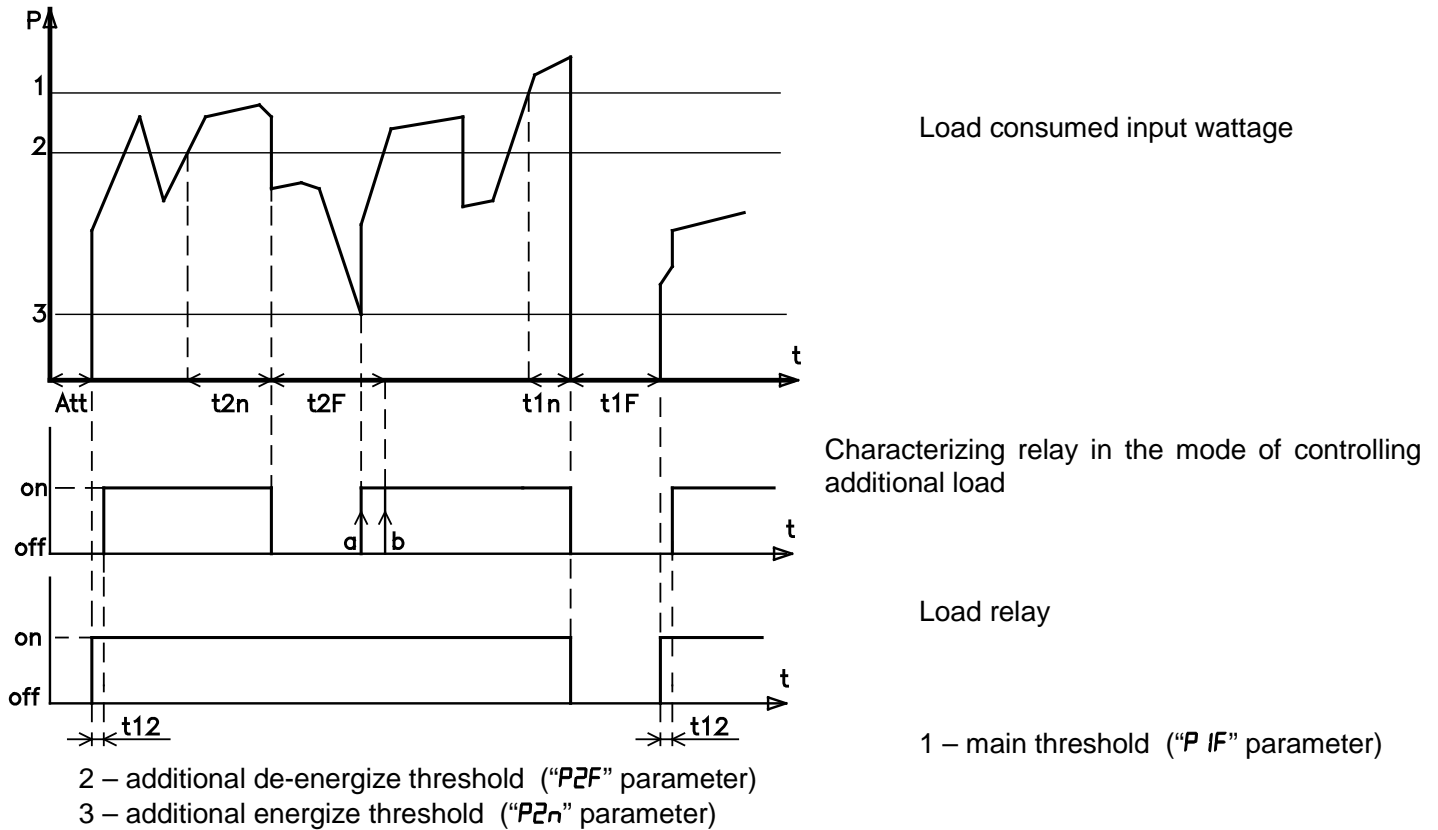 P
1
2
Load consumed input wattage
3
t
Att t2n t2F t1n t1F
Characterizing relay in the mode of controlling
additional load
on
off
a b
t
Load relay
on
off
t
t12 t12
1 – main threshold (“P1F” parameter)
2 – additional de-energize threshold (“P2F” parameter)
3 – additional energize threshold (“P2n” parameter)